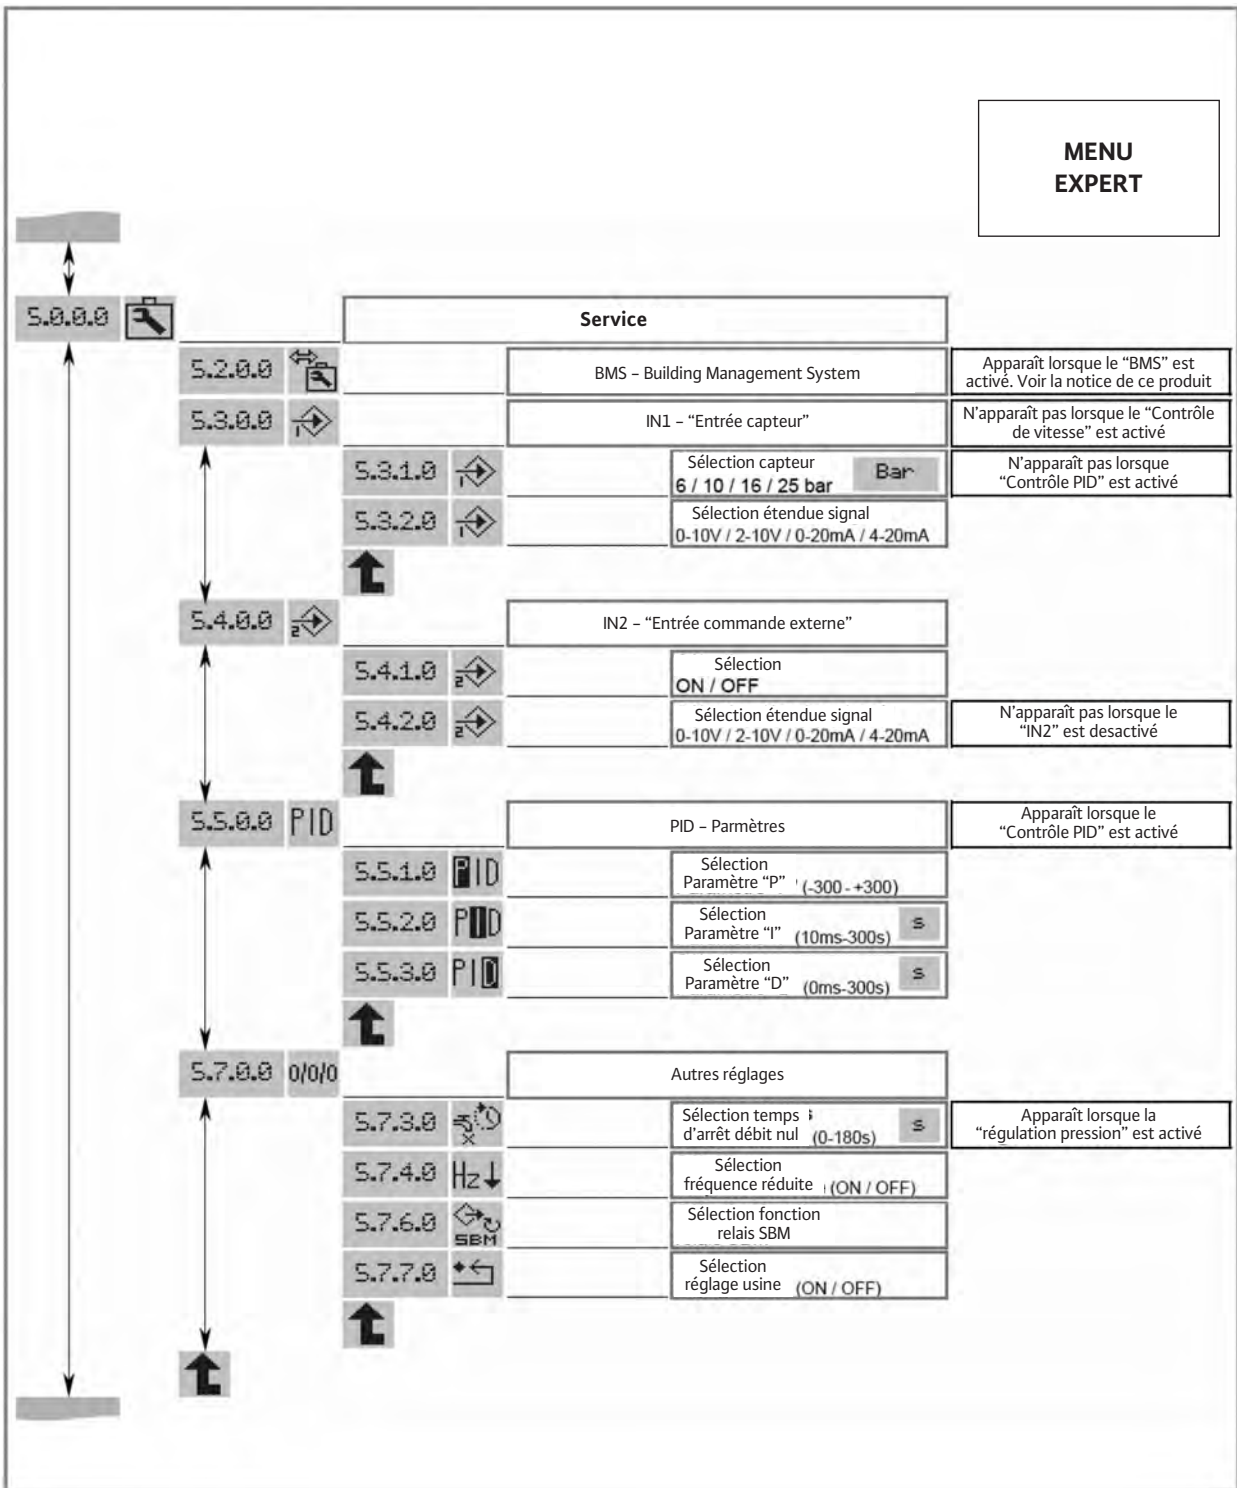 MENU
EXPERT
5.0.0.0
Service
5.2.0.0
BMS – Building Management System
Apparaît lorsque le “BMS” est
activé. Voir la notice de ce produit
5.3.0.0
1
IN1 – “Entrée capteur”
N’apparaît pas lorsque le “Contrôle
de vitesse” est activé
5.3.1.0
1
Sélection capteur
6 / 10 / 16 / 25 bar
Bar
N’apparaît pas lorsque
“Contrôle PID” est activé
5.3.2.0
1
Sélection étendue signal
0-10V / 2-10V / 0-20mA / 4-20mA
5.4.0.0
2
IN2 – “Entrée commande externe”
5.4.1.0
2
Sélection
ON / OFF
5.4.2.0
2
Sélection étendue signal
0-10V / 2-10V / 0-20mA / 4-20mA
N’apparaît pas lorsque le
“IN2” est desactivé
5.5.0.0 PID
PID – Parmètres
Apparaît lorsque le
“Contrôle PID” est activé
5.5.1.0 PID
Sélection
Paramètre “P” (-300 - +300)
5.5.2.0 PID
Sélection
Paramètre “I” (10ms-300s)
s
5.5.3.0 PID
Sélection
Paramètre “D” (0ms-300s)
s
5.7.0.0 0/0/0
Autres réglages
5.7.3.0
Sélection temps
d’arrêt débit nul (0-180s)
s
Apparaît lorsque la
“régulation pression” est activé
5.7.4.0 Hz
Sélection
fréquence réduite (ON / OFF)
5.7.6.0 SBM
Sélection fonction
relais SBM
5.7.7.0
Sélection
réglage usine (ON / OFF)